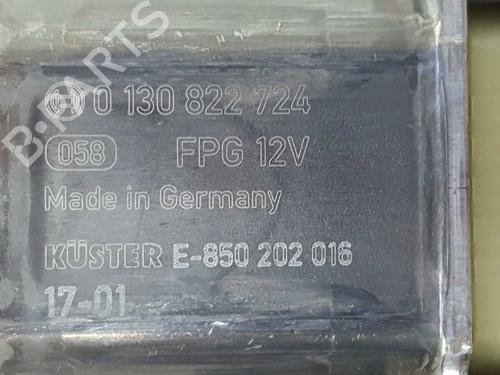 0 130 822 724
058 FPG 12V
Made in Germany
KÜSTER E-850 202 016
17-01
B-PARTS